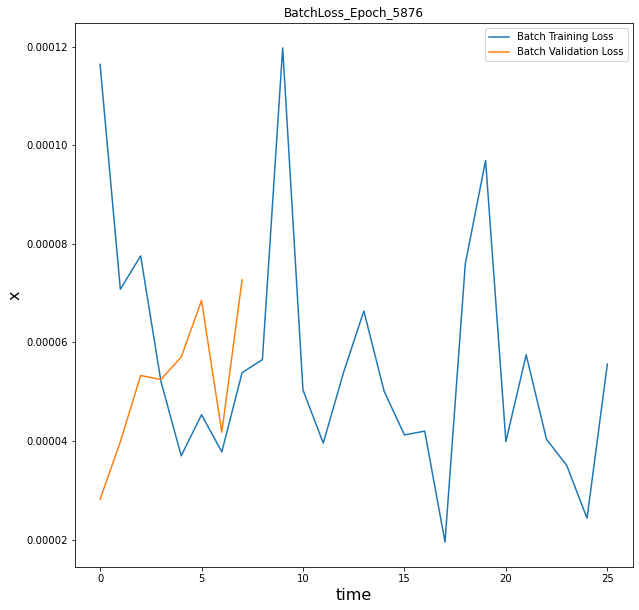 BatchLoss_Epoch_5876
Batch Training Loss
Batch Validation Loss
0.00012
0.00010
0.00008
0.00006
0.00004
0.00002
x
0 5 10 15 20 25
time